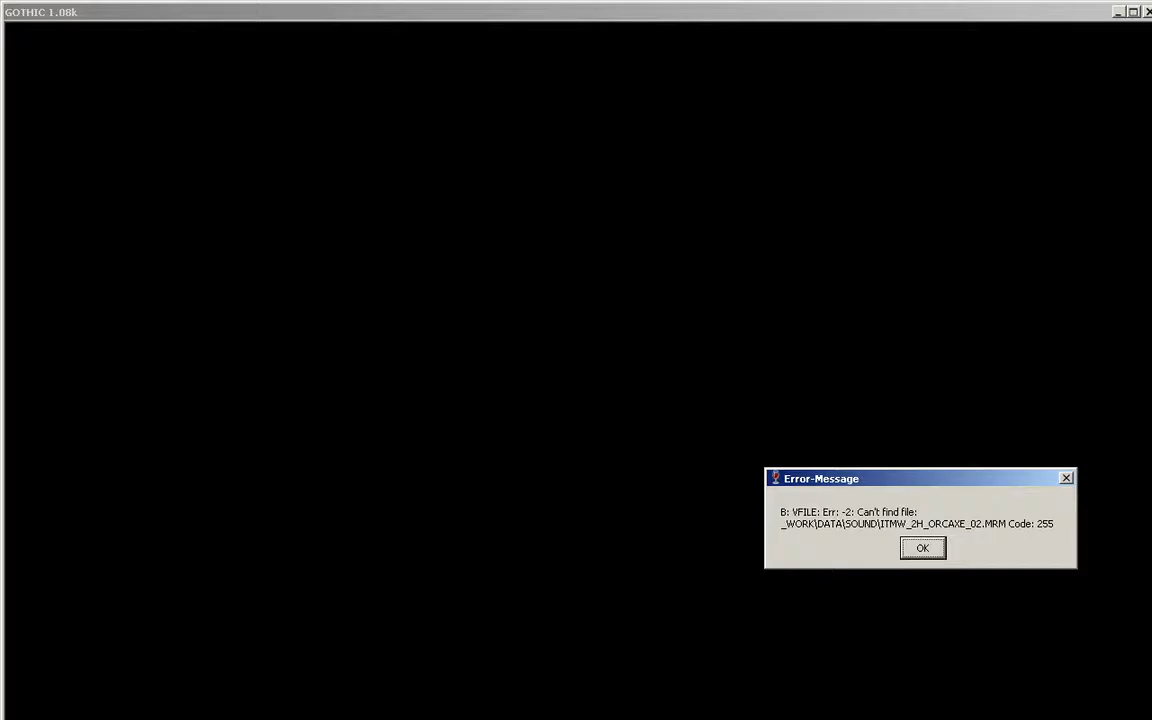 GOTHIC 1.08k
Error-Message
B: VFILE: Err: -2: Can't find file:
_WORK\DATA\SOUND\ITMW_2H_ORCAXE_02.MRM Code: 255
OK